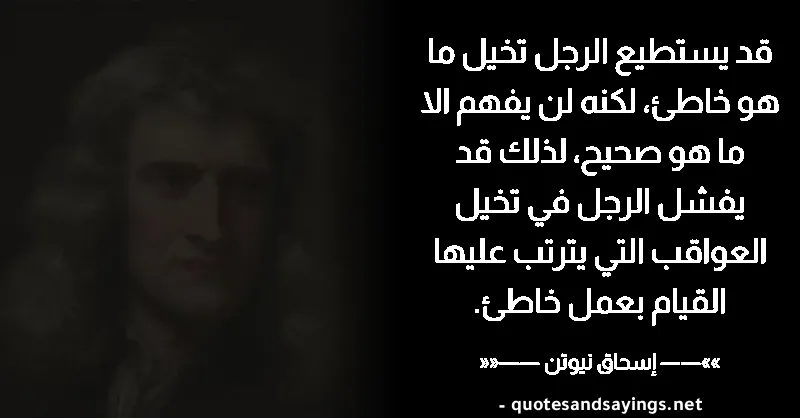 قد يستطيع الرجل تخيل ما
هو خاطئ، لكنه لن يفهم الا
ما هو صحيح، لذلك قد
يفشل الرجل في تخيل
العواقب التي يترتب عليها
القيام بعمل خاطئ.
»»—— إسحاق نيوتن ——««
- quotesandsayings.net